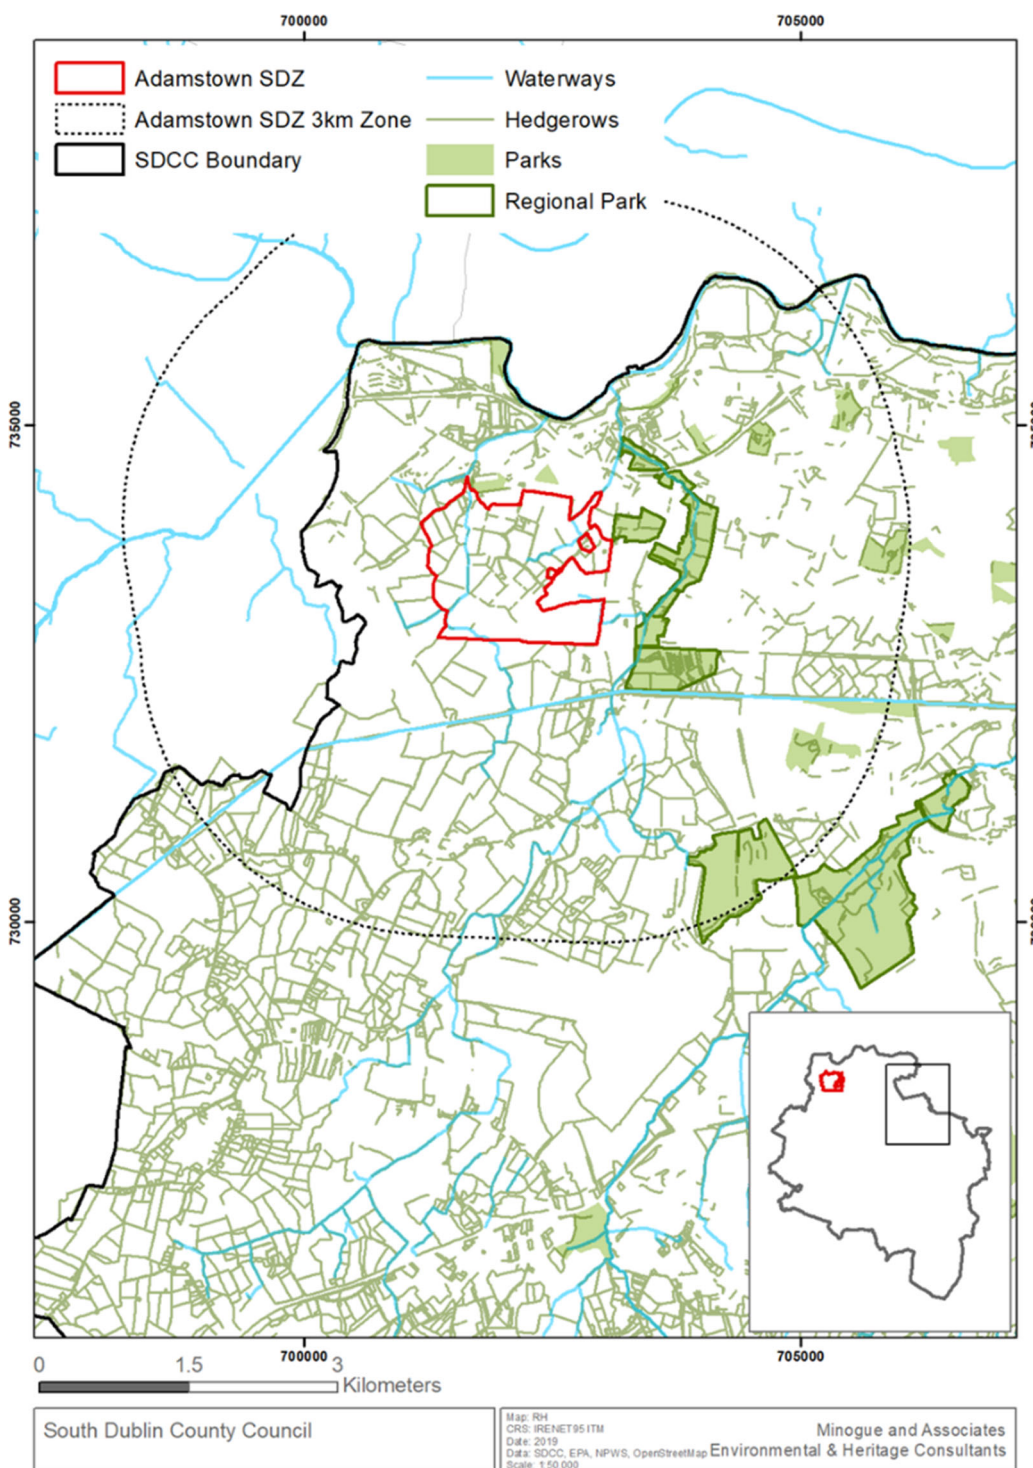 700000
705000
Adamstown SDZ
Adamstown SDZ 3km Zone
SDCC Boundary
Waterways
Hedgerows
Parks
Regional Park
735000
730000
700000
705000
0
1.5
3
Kilometers
South Dublin County Council
Map: RH
CRS: IRENET95 ITM
Date: 2019
Data: SDCC, EPA, NPWS, OpenStreetMap
Scale: 1:50,000
Minogue and Associates
Environmental & Heritage Consultants